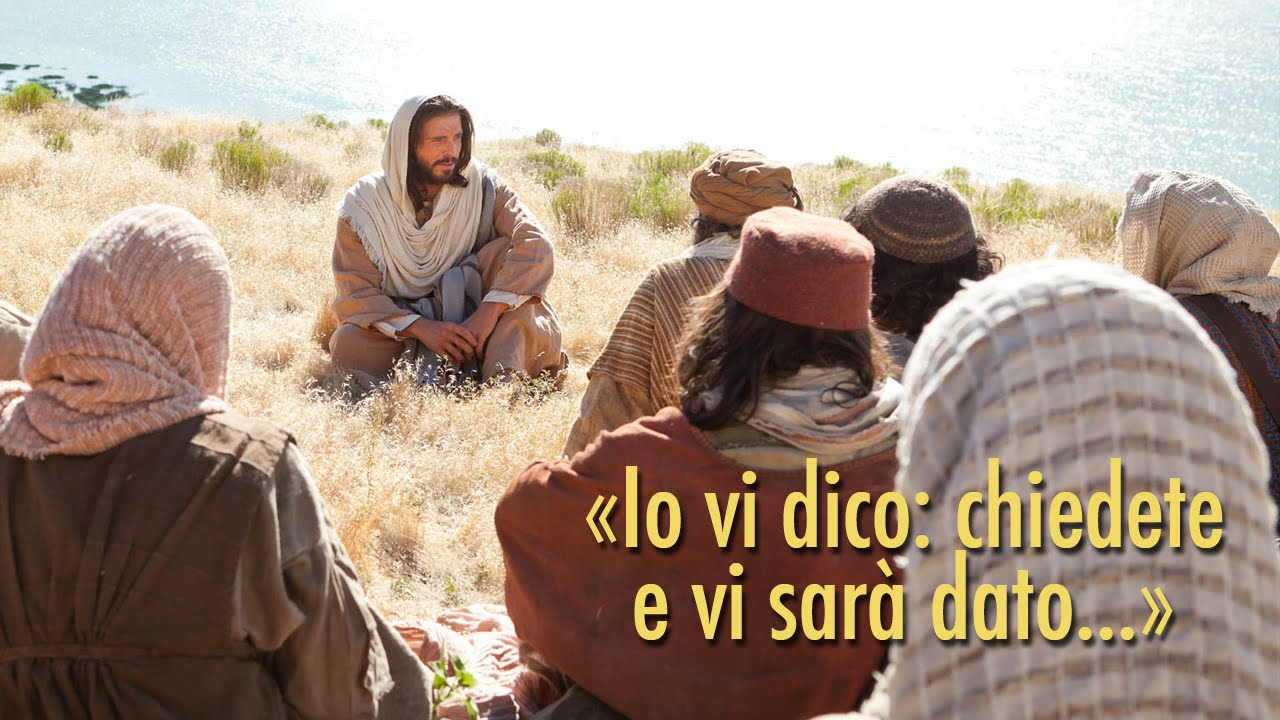 «Io vi dico: chiedete
e vi sarà dato...»